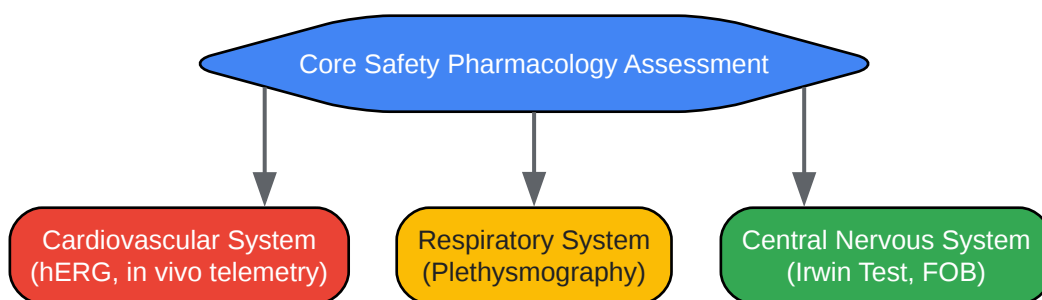 Core Safety Pharmacology Assessment
Cardiovascular System
(hERG, in vivo telemetry)
Respiratory System
(Plethysmography)
Central Nervous System
(Irwin Test, FOB)